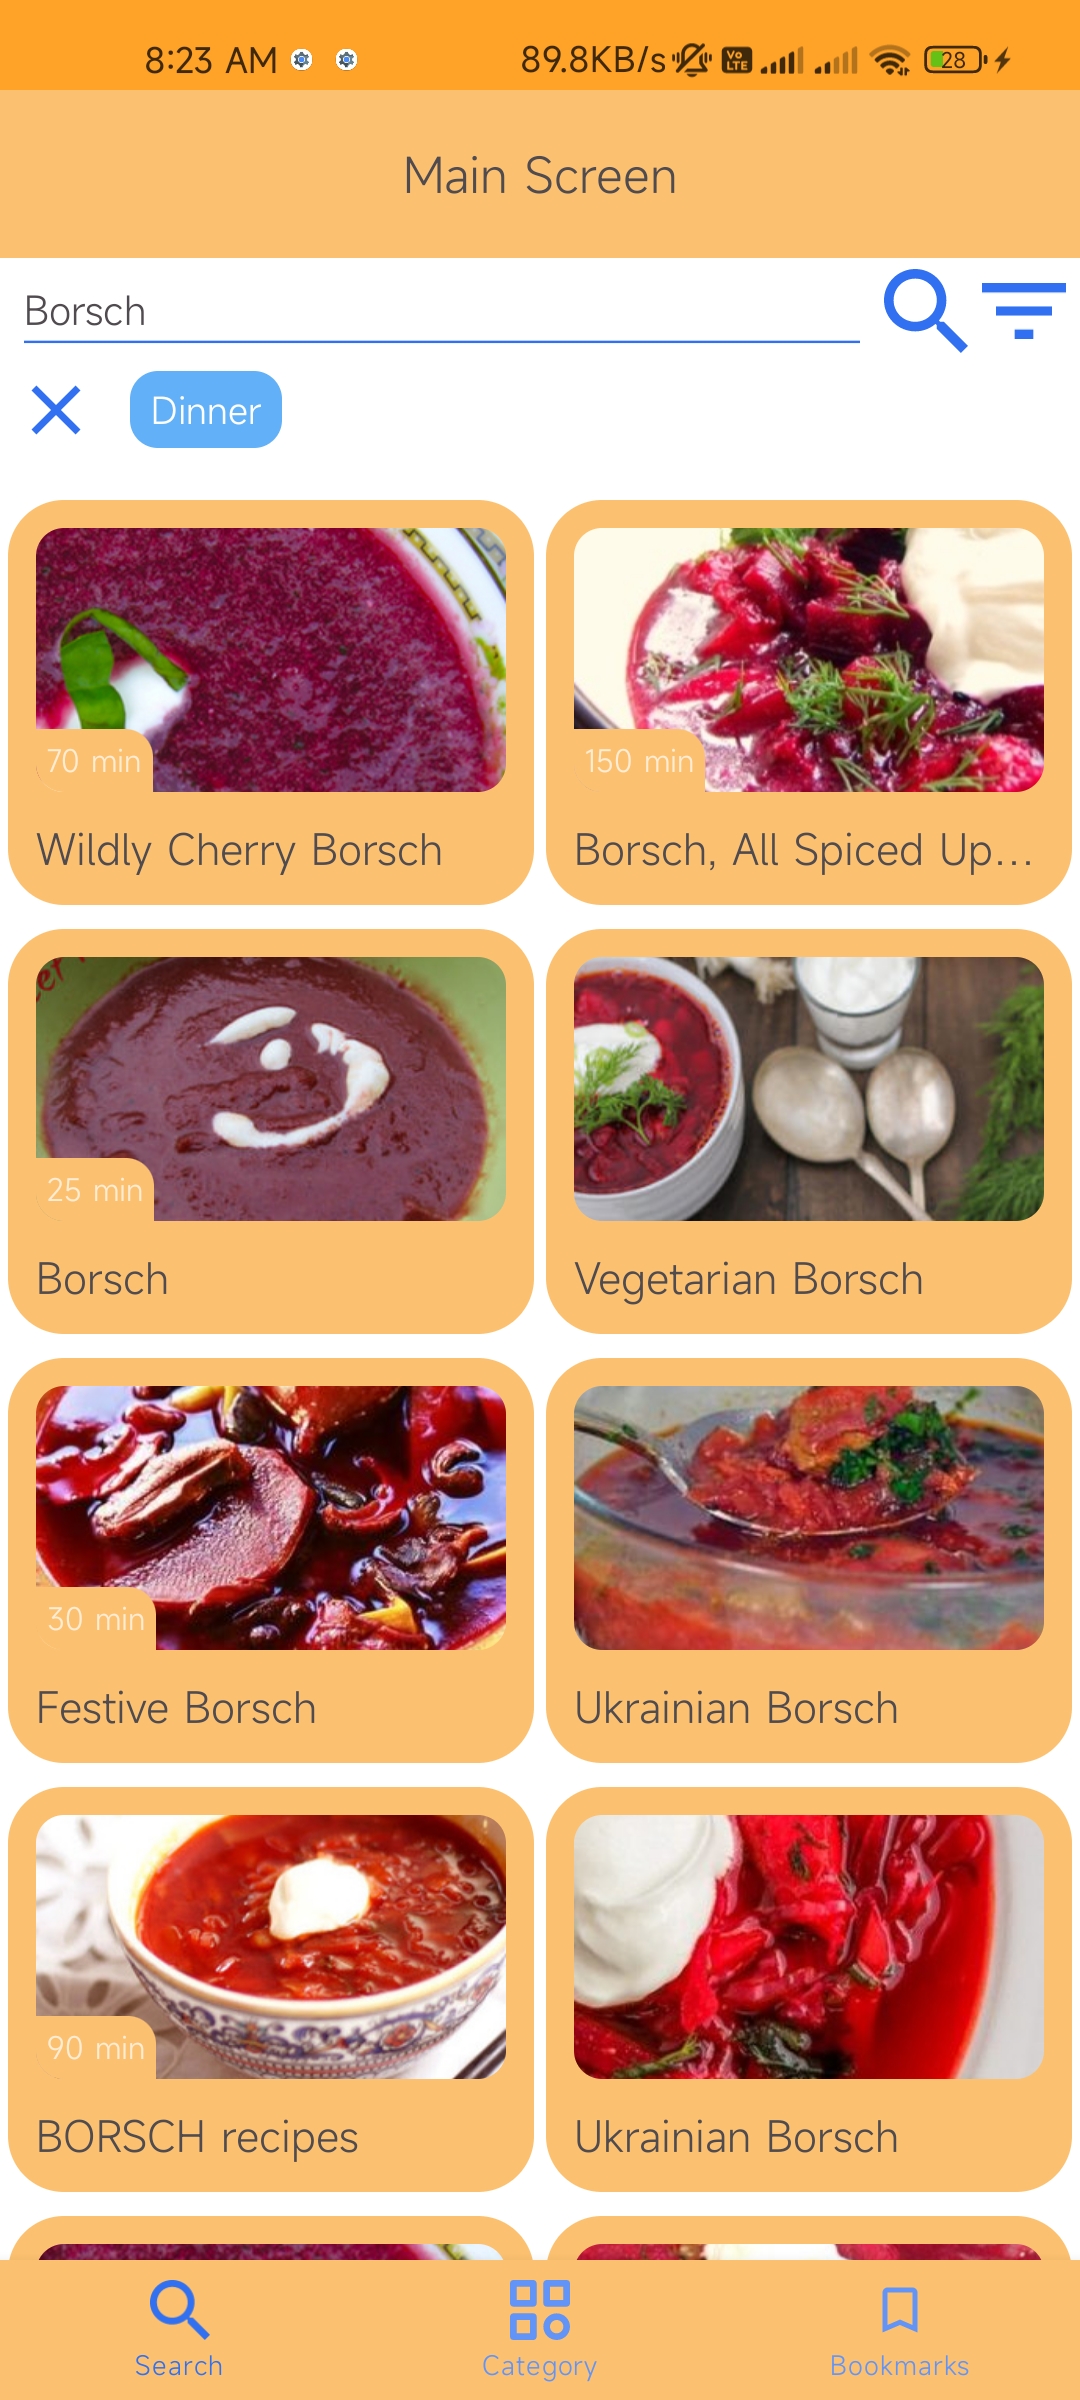 8:23 AM 89.8KB/s Vo LTE 28
Main Screen
Borsch
Dinner
70 min
150 min
Wildly Cherry Borsch
Borsch, All Spiced Up...
25 min
Borsch
Vegetarian Borsch
30 min
Festive Borsch
Ukrainian Borsch
90 min
BORSCH recipes
Ukrainian Borsch
Search
Category
Bookmarks